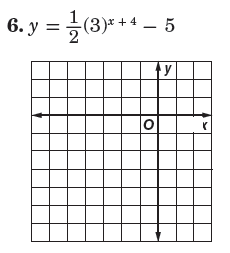 6. y = 1/2(3)^(x + 4) − 5
y
O
x